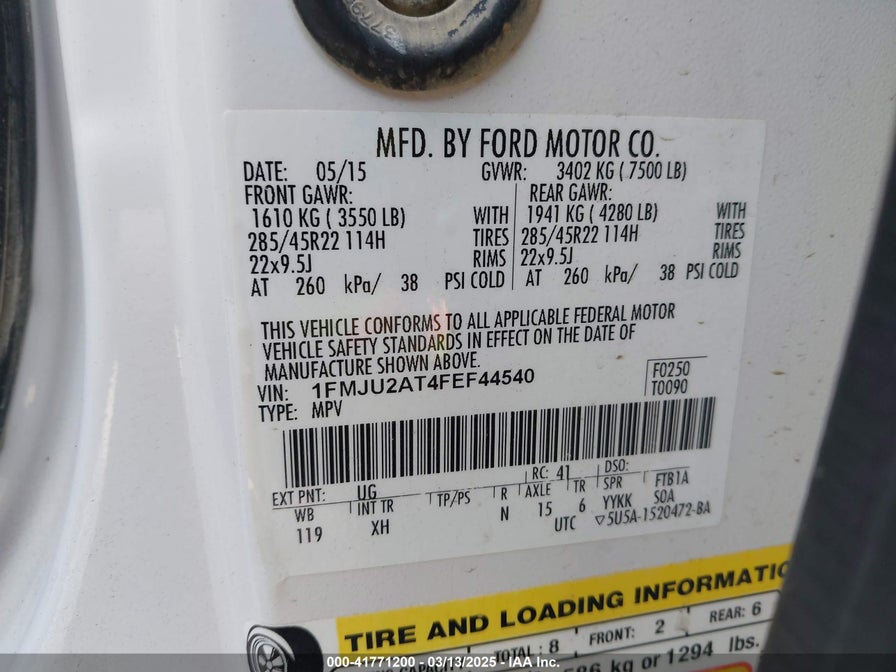 MFD. BY FORD MOTOR CO.
DATE: 05/15 GVWR: 3402 KG ( 7500 LB)
FRONT GAWR: REAR GAWR:
1610 KG ( 3550 LB) WITH 1941 KG ( 4280 LB) WITH
285/45R22 114H TIRES 285/45R22 114H TIRES
22x9.5J RIMS 22x9.5J RIMS
AT 260 kPa/ 38 PSI COLD AT 260 kPa/ 38 PSI COLD
THIS VEHICLE CONFORMS TO ALL APPLICABLE FEDERAL MOTOR
VEHICLE SAFETY STANDARDS IN EFFECT ON THE DATE OF
MANUFACTURE SHOWN ABOVE.
VIN: 1FMJU2AT4FEF44540 F0250
TYPE: MPV T0090
EXT PNT: UG RC: 41 DSO: FTB1A
WB INT TR TP/PS R AXLE TR SPR SOA
119 XH N 15 6 YYKK
UTC ▽5U5A-1520472-BA
TIRE AND LOADING INFORMATIO
TOTAL : 8 FRONT: 2 REAR: 6
kg or 1294 lbs.
000-41771200 - 03/13/2025 - IAA Inc.